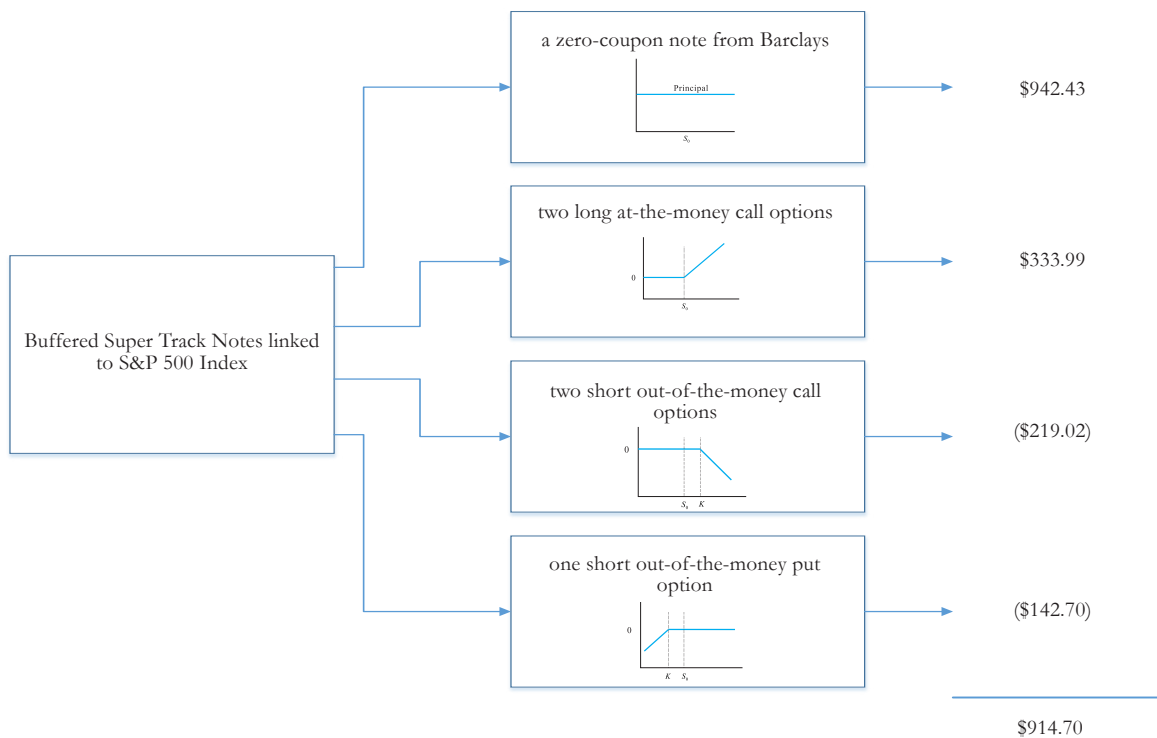 a zero-coupon note from Barclays
Principal
S0
$942.43
two long at-the-money call options
0
S0
$333.99
Buffered Super Track Notes linked
to S&P 500 Index
two short out-of-the-money call
options
0
S0 K
($219.02)
one short out-of-the-money put
option
0
K S0
($142.70)
$914.70